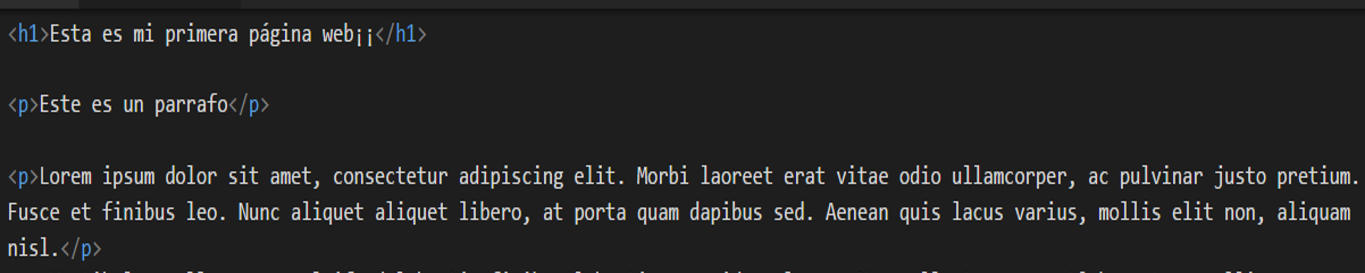 <h1>Esta es mi primera página web¡¡</h1>
<p>Este es un parrafo</p>
<p>Lorem ipsum dolor sit amet, consectetur adipiscing elit. Morbi laoreet erat vitae odio ullamcorper, ac pulvinar justo pretium.
Fusce et finibus leo. Nunc aliquet aliquet libero, at porta quam dapibus sed. Aenean quis lacus varius, mollis elit non, aliquam
nisl.</p>